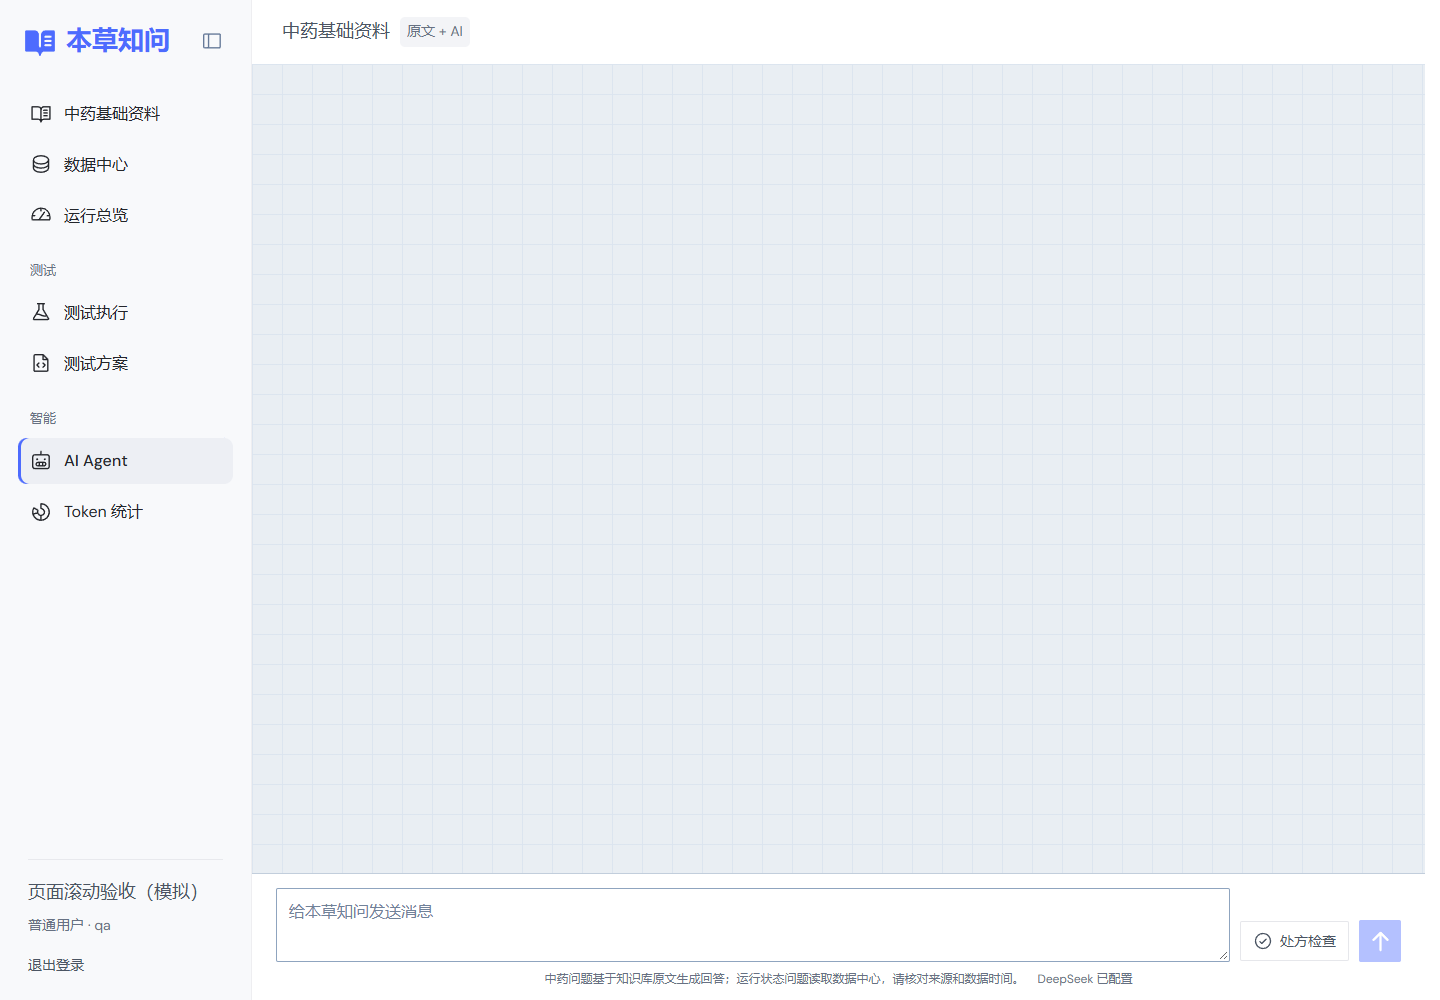 本草知问
中药基础资料
数据中心
运行总览
测试
测试执行
测试方案
智能
AI Agent
Token 统计
页面滚动验收（模拟）
普通用户 · qa
退出登录
中药基础资料 原文 + AI
给本草知问发送消息
处方检查
中药问题基于知识库原文生成回答；运行状态问题读取数据中心，请核对来源和数据时间。 DeepSeek 已配置